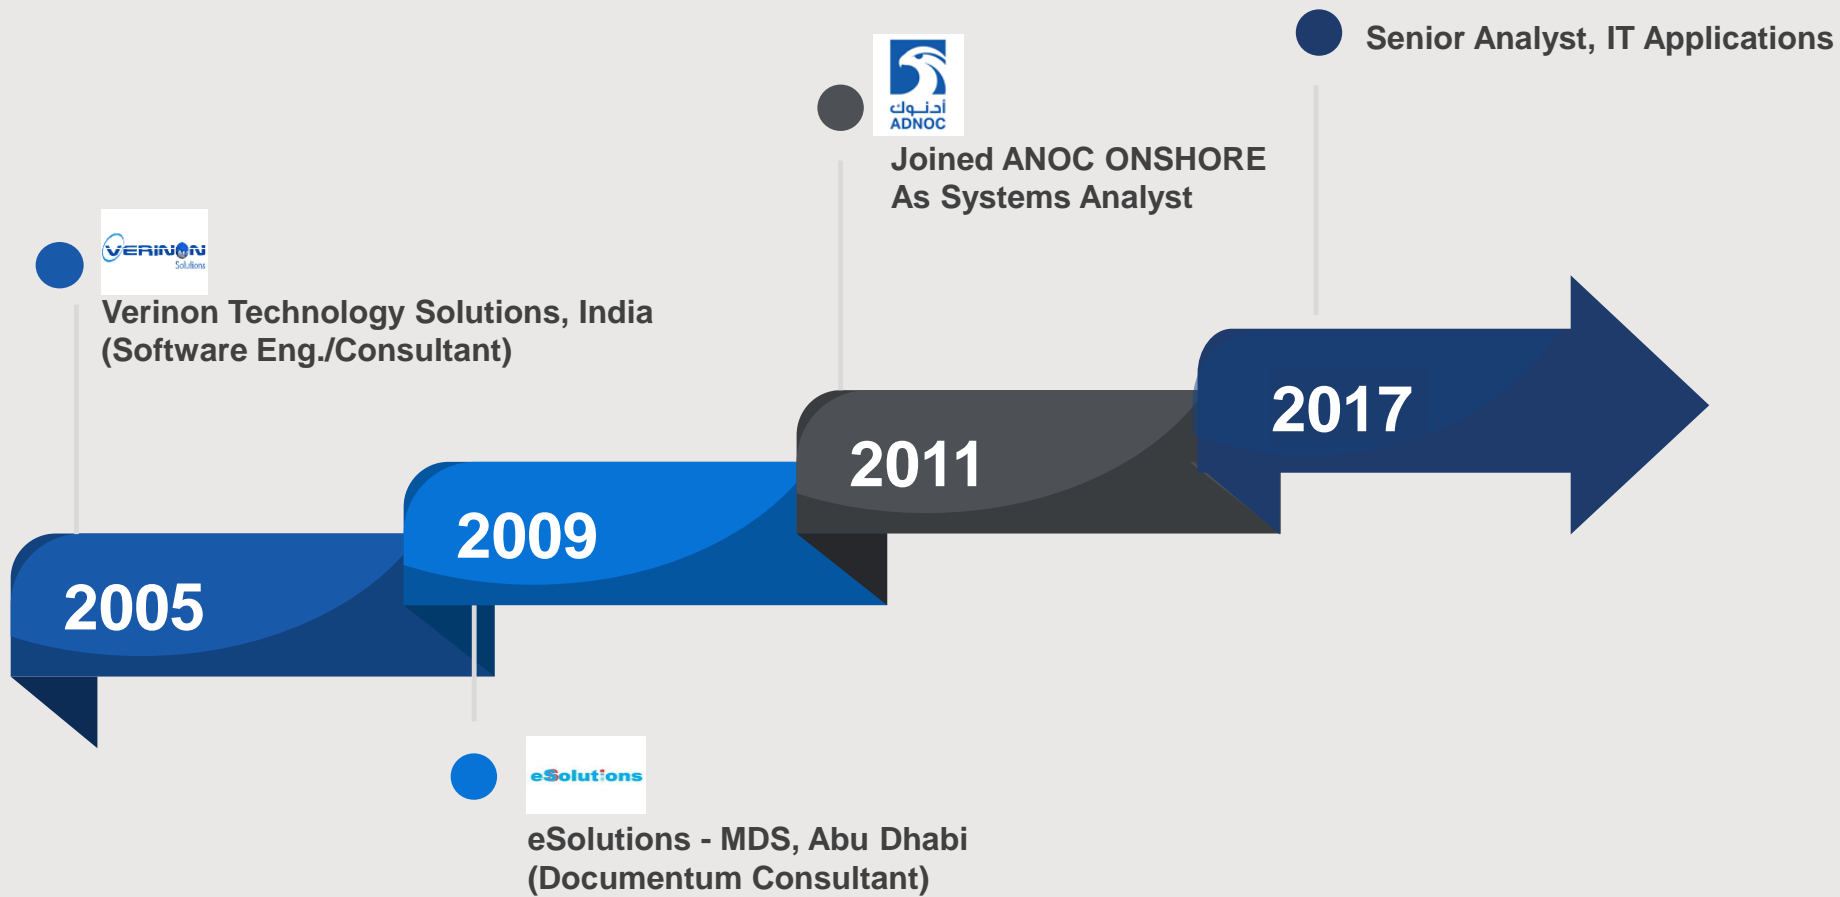 Senior Analyst, IT Applications
أدنـوك
ADNOC
Joined ANOC ONSHORE
As Systems Analyst
VERINON
Solutions
Verinon Technology Solutions, India
(Software Eng./Consultant)
2017
2011
2009
2005
eSolutions
eSolutions - MDS, Abu Dhabi
(Documentum Consultant)